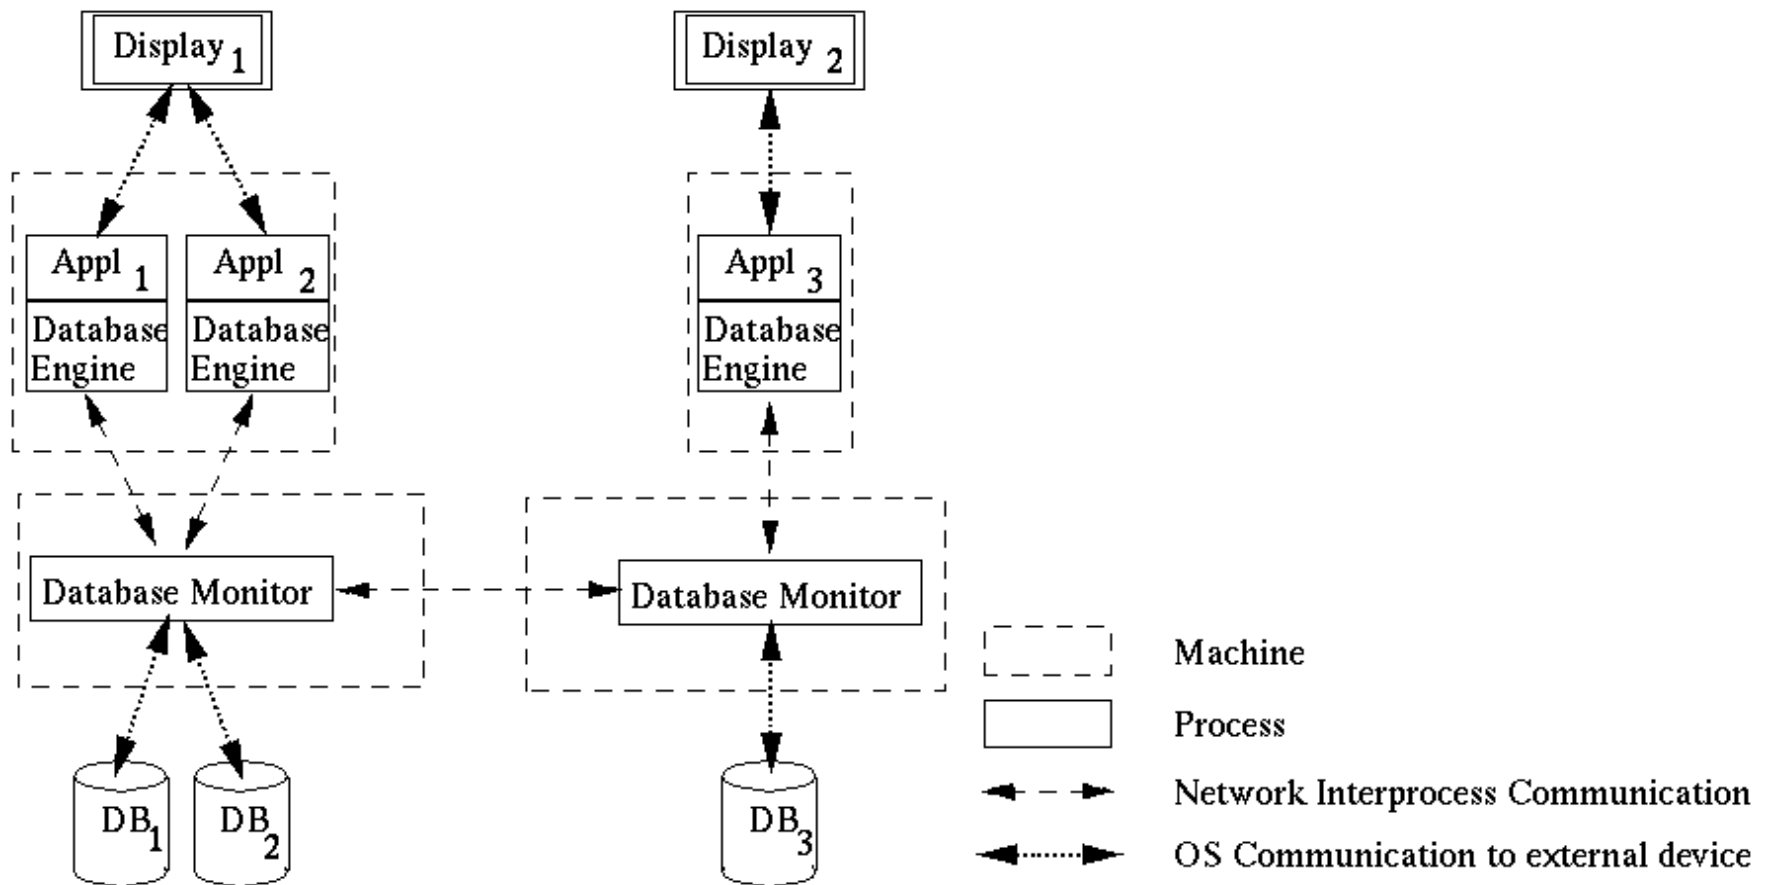 Display 1
Display 2
Appl 1
Appl 2
Appl 3
Database
Engine
Database
Engine
Database
Engine
Database Monitor
Database Monitor
DB1
DB2
DB3
Machine
Process
Network Interprocess Communication
OS Communication to external device